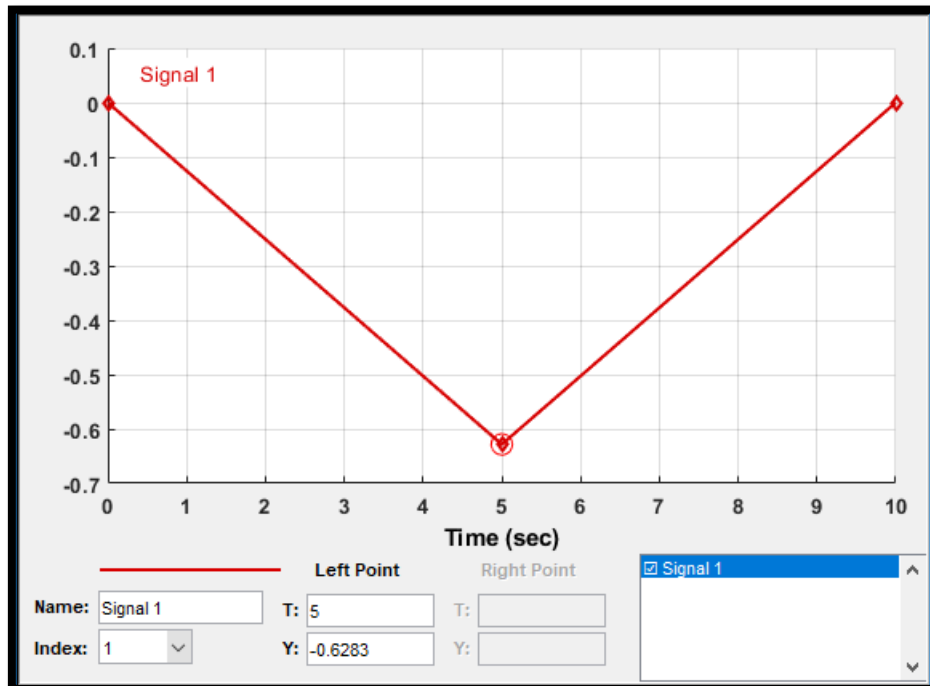 0.1
Signal 1
0
-0.1
-0.2
-0.3
-0.4
-0.5
-0.6
-0.7
0 1 2 3 4 5 6 7 8 9 10
Time (sec)
Left Point Right Point
Signal 1
Name: Signal 1 T: 5 T:
Index: 1 Y: -0.6283 Y: